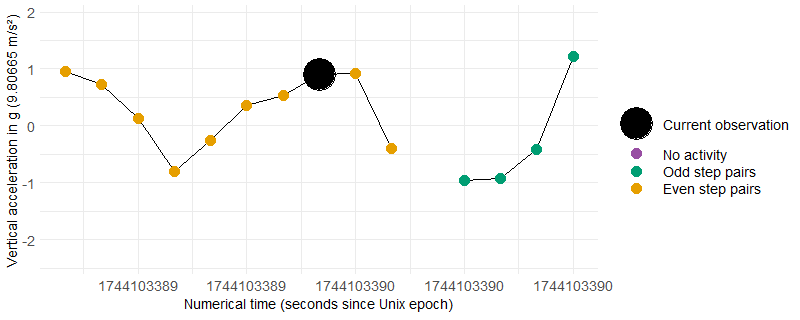 Vertical acceleration in g (9.80665 m/s²)
2
1
0
-1
-2
1744103389 1744103389 1744103390 1744103390 1744103390
Numerical time (seconds since Unix epoch)
Current observation
No activity
Odd step pairs
Even step pairs